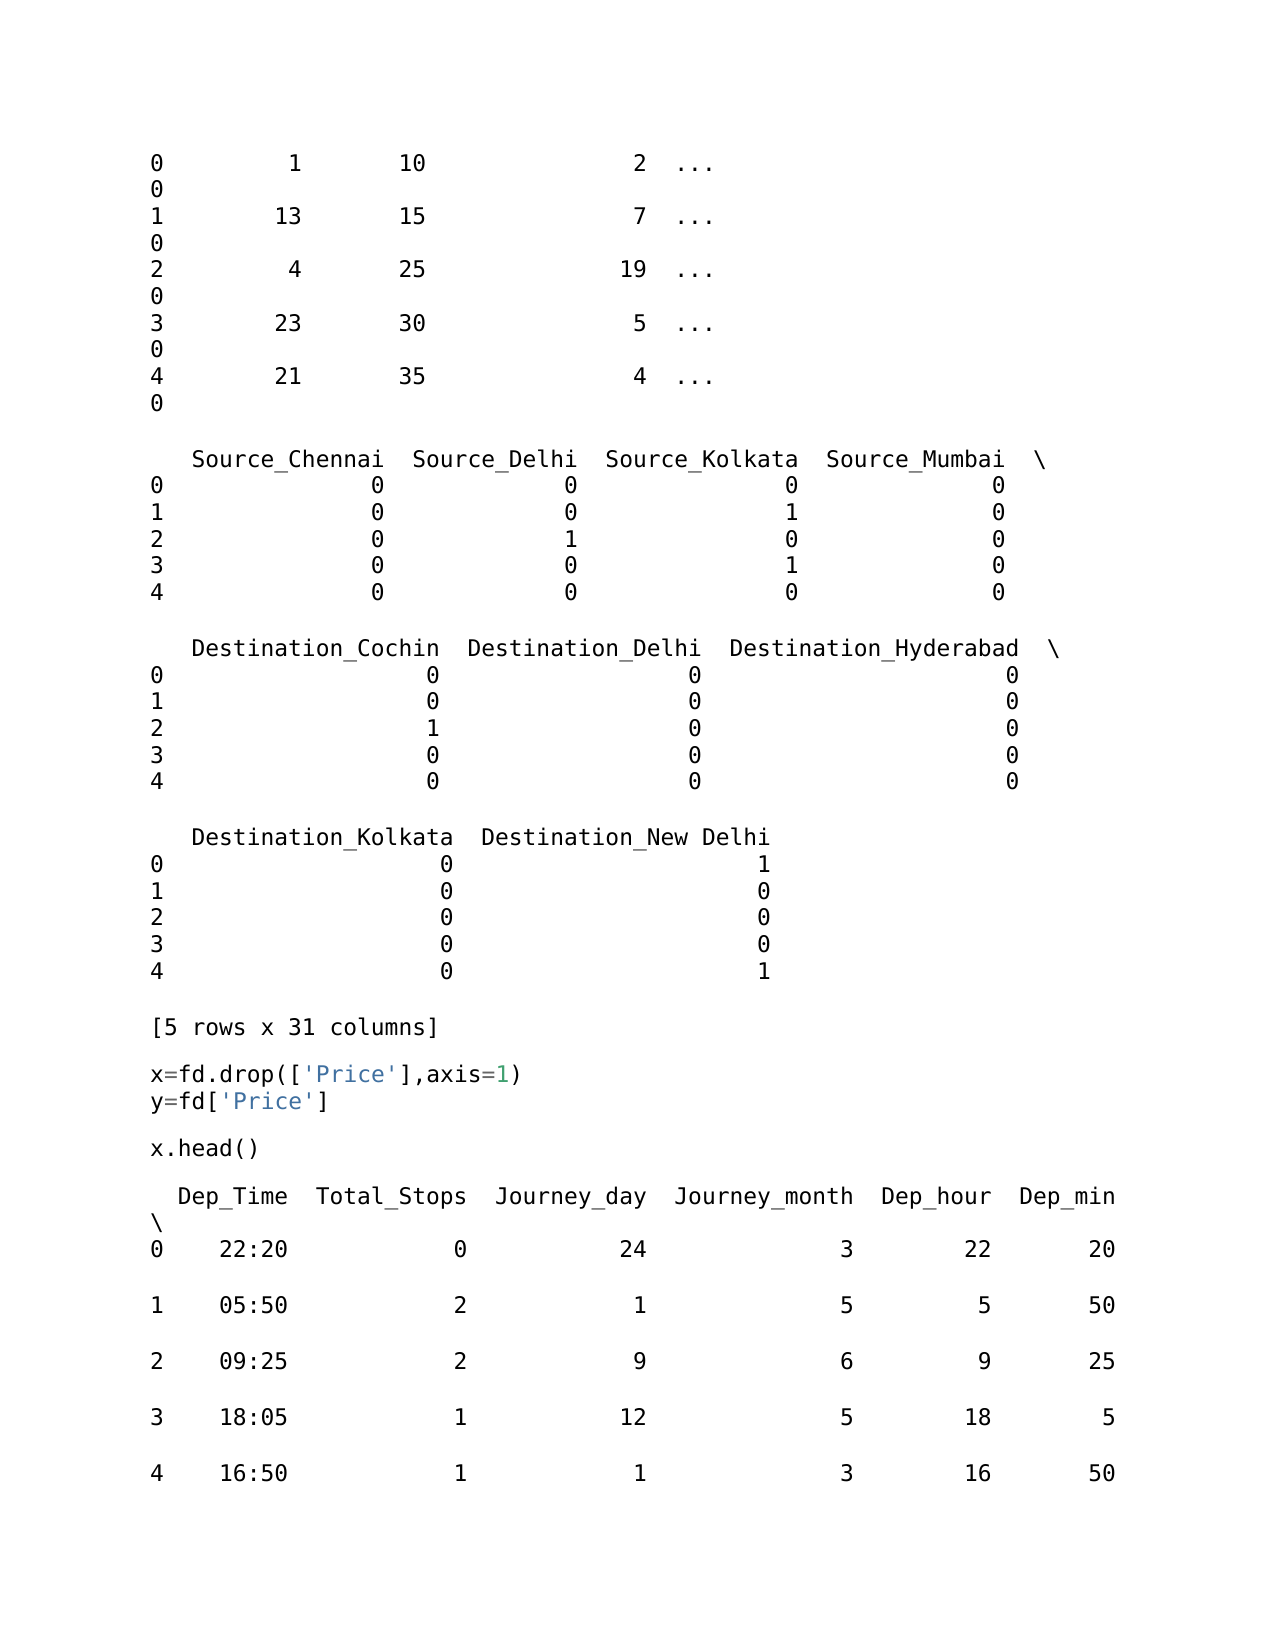 0         1       10               2  ...
0
1        13       15               7  ...
0
2         4       25              19  ...
0
3        23       30               5  ...
0
4        21       35               4  ...
0
   Source_Chennai  Source_Delhi  Source_Kolkata  Source_Mumbai  \
0               0             0               0              0
1               0             0               1              0
2               0             1               0              0
3               0             0               1              0
4               0             0               0              0
   Destination_Cochin  Destination_Delhi  Destination_Hyderabad  \
0                   0                  0                      0
1                   0                  0                      0
2                   1                  0                      0
3                   0                  0                      0
4                   0                  0                      0
   Destination_Kolkata  Destination_New Delhi
0                    0                      1
1                    0                      0
2                    0                      0
3                    0                      0
4                    0                      1
[5 rows x 31 columns]
x=fd.drop(['Price'],axis=1)
y=fd['Price']
x.head()
  Dep_Time  Total_Stops  Journey_day  Journey_month  Dep_hour  Dep_min
\
0    22:20            0           24              3        22       20
1    05:50            2            1              5         5       50
2    09:25            2            9              6         9       25
3    18:05            1           12              5        18        5
4    16:50            1            1              3        16       50